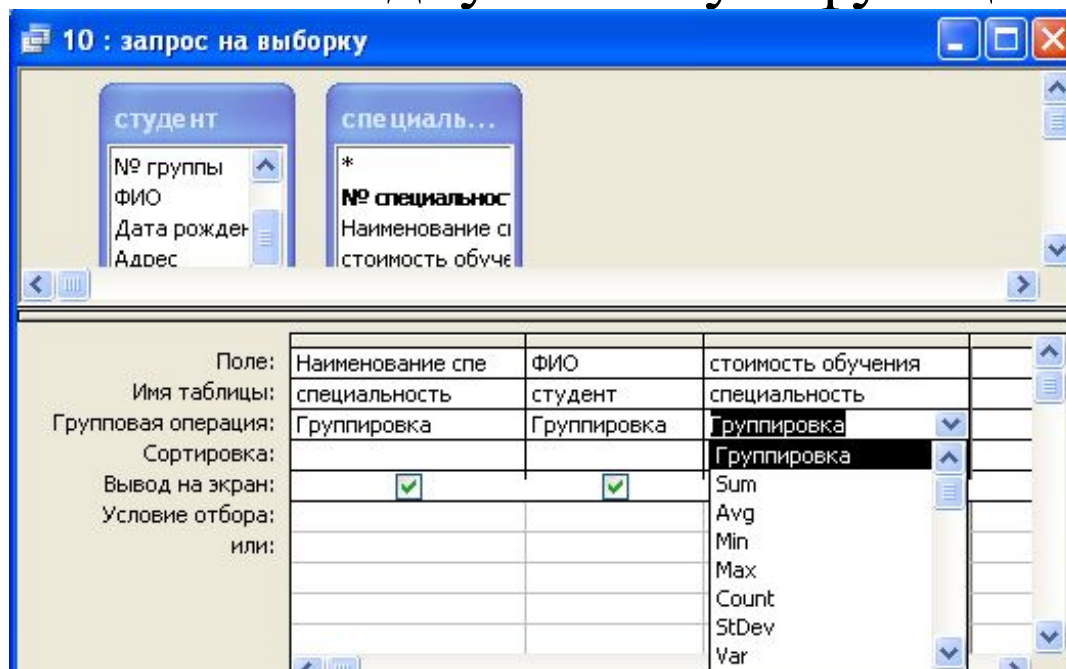 10 : запрос на выборку
студент
специаль...
№ группы
ФИО
Дата рожден
Адрес
*
№ специальнос
Наименование сп
стоимость обуче
Поле: Наименование спе ФИО стоимость обучения
Имя таблицы: специальность студент специальность
Групповая операция: Группировка Группировка Группировка
Сортировка:
Вывод на экран:
Условие отбора:
или:
Группировка
Sum
Avg
Min
Max
Count
StDev
Var